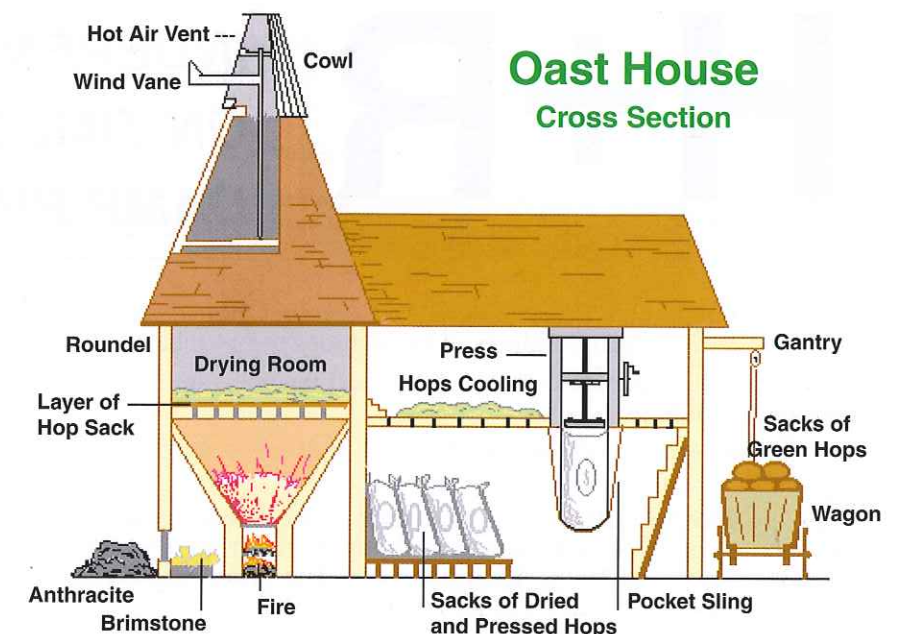 Hot Air Vent ---
Cowl
Wind Vane
Oast House
Cross Section
Roundel
Drying Room
Press
Hops Cooling
Gantry
Layer of
Hop Sack
Sacks of
Green Hops
Wagon
Anthracite
Brimstone
Fire
Sacks of Dried
and Pressed Hops
Pocket Sling